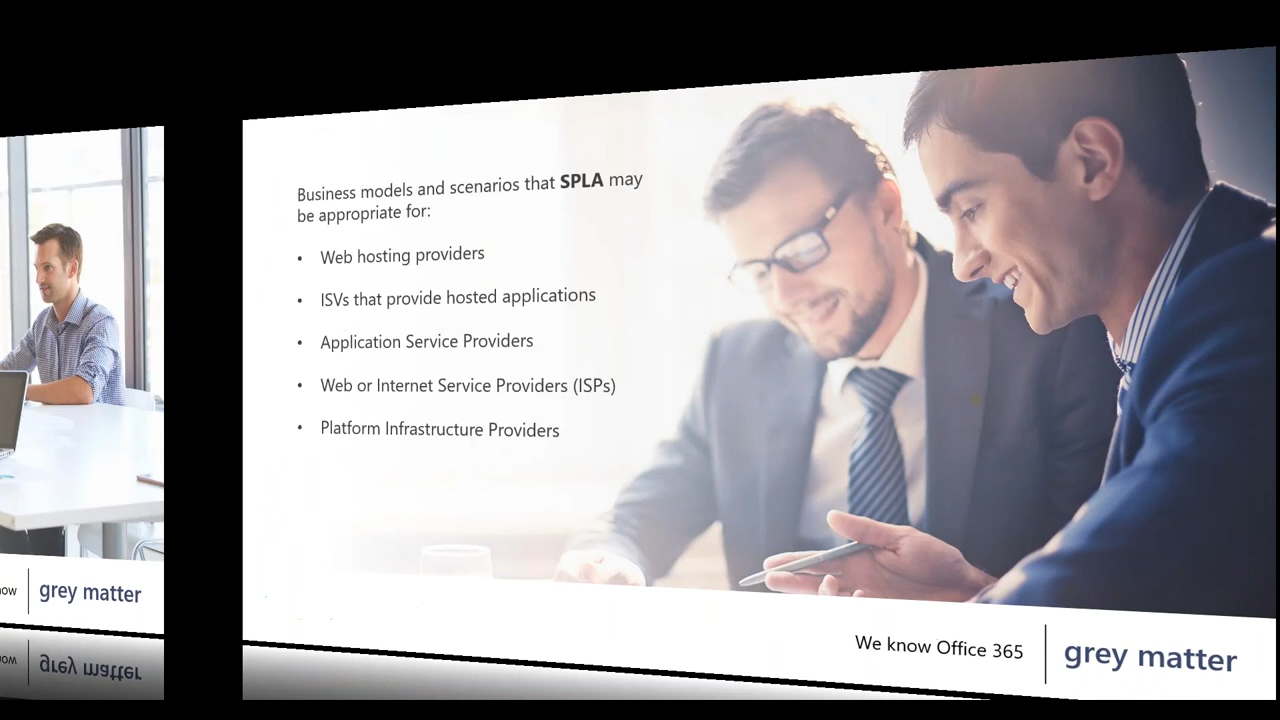 Business models and scenarios that SPLA may
be appropriate for:
• Web hosting providers
• ISVs that provide hosted applications
• Application Service Providers
• Web or Internet Service Providers (ISPs)
• Platform Infrastructure Providers
We know Office 365
grey matter
grey matter